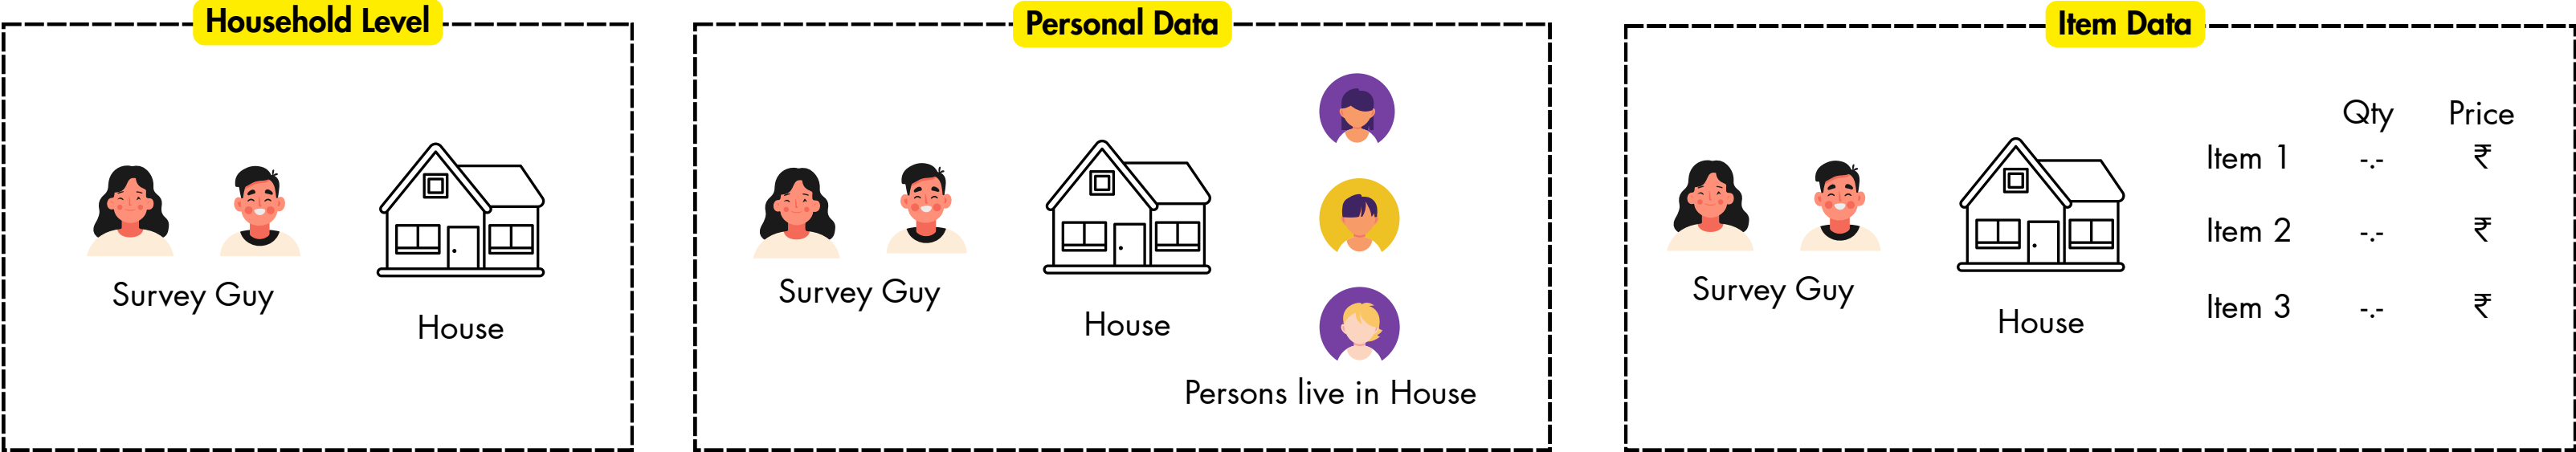 Household Level
Survey Guy
House
Personal Data
Survey Guy
House
Persons live in House
Item Data
Survey Guy
House
Qty Price
Item 1 -.- ₹
Item 2 -.- ₹
Item 3 -.- ₹